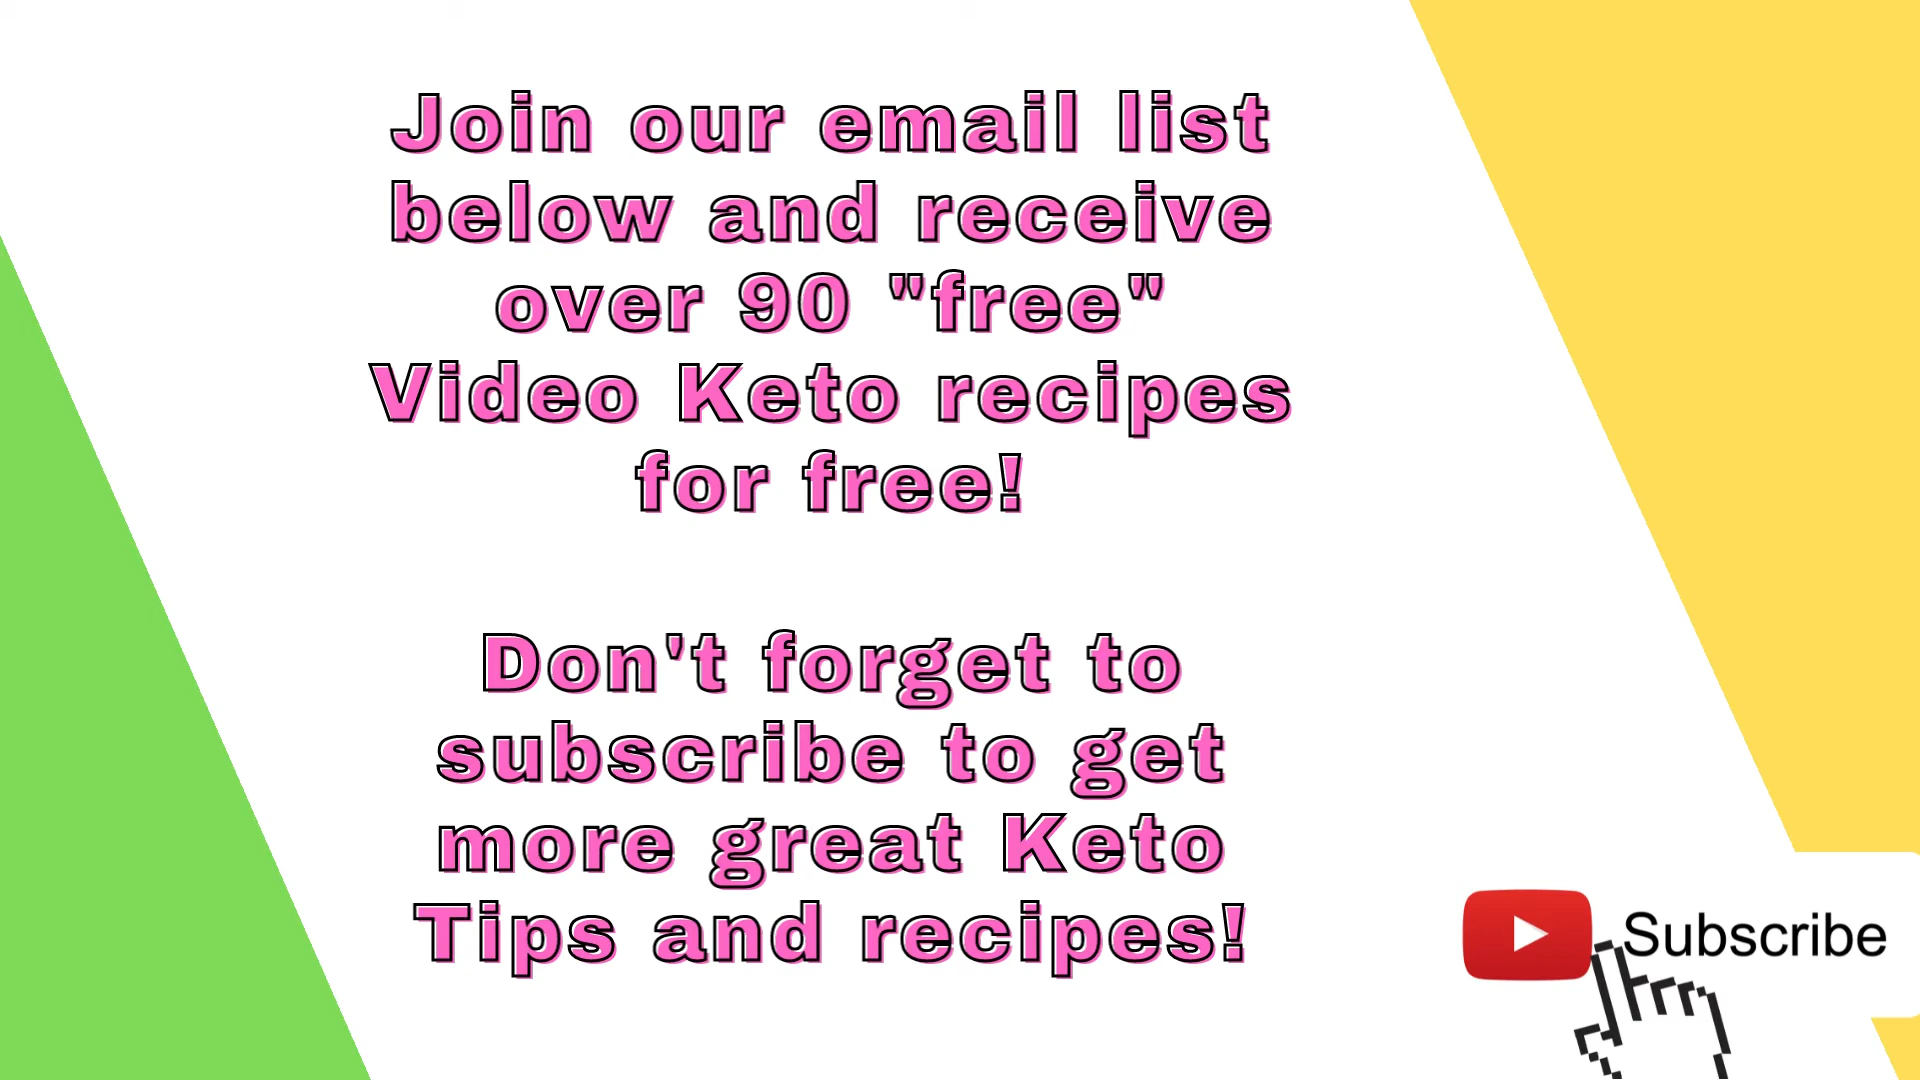 Join our email list
below and receive
over 90 "free"
Video Keto recipes
for free!
Don't forget to
subscribe to get
more great Keto
Tips and recipes!
Subscribe